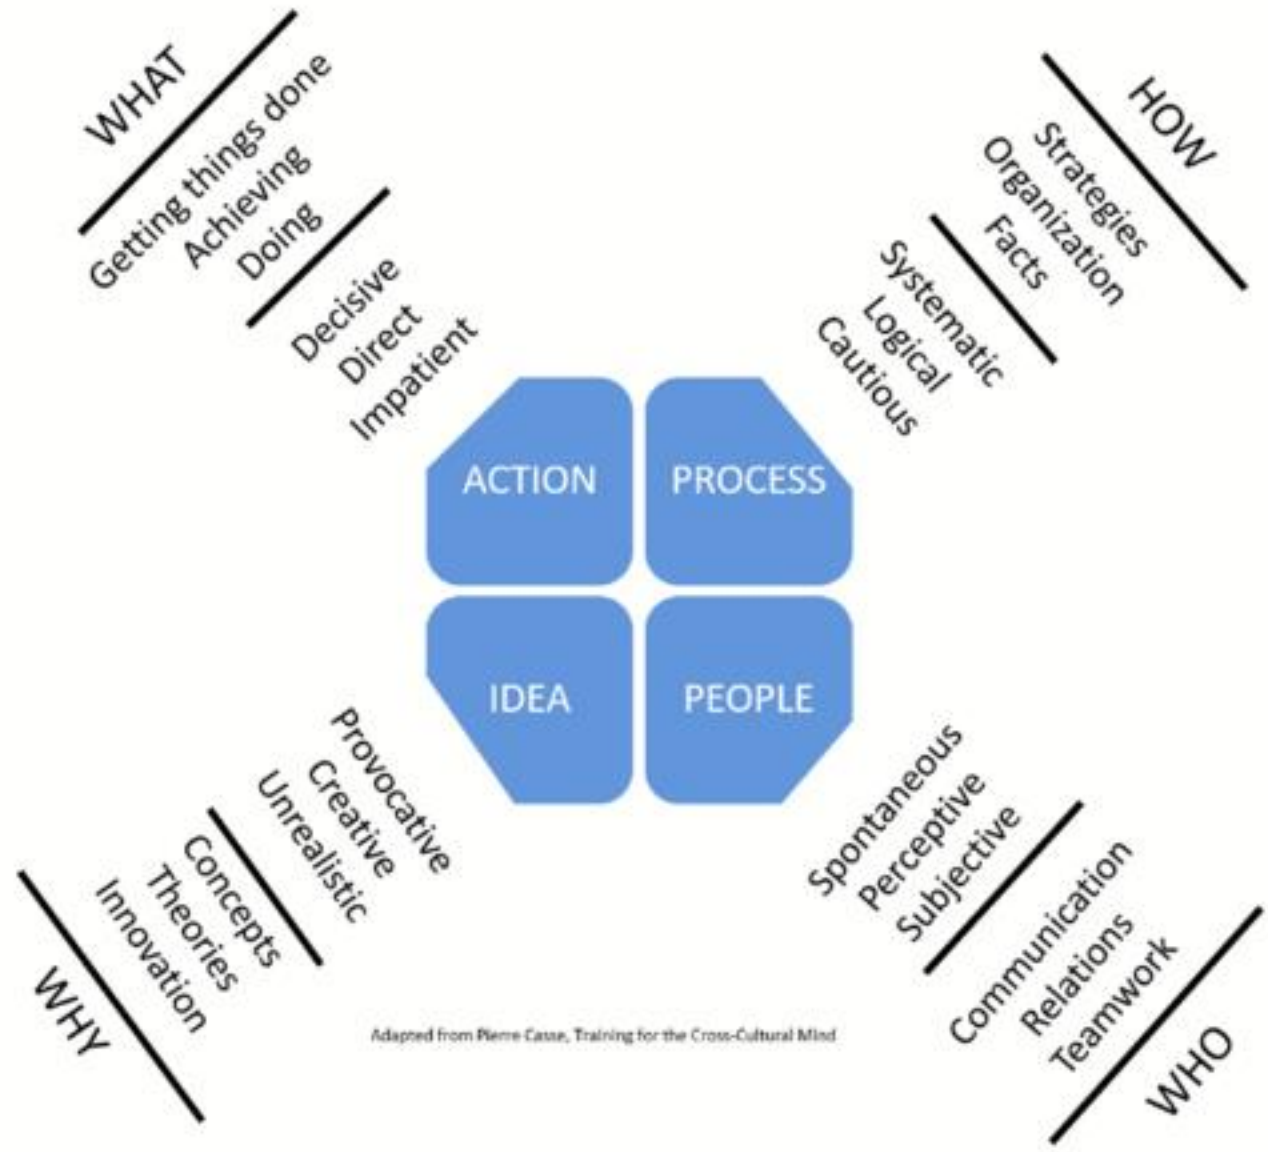 WHAT
Getting things done
Achieving
Doing
Decisive
Direct
Impatient
HOW
Strategies
Organization
Facts
Systematic
Logical
Cautious
ACTION
PROCESS
IDEA
PEOPLE
Provocative
Creative
Unrealistic
Concepts
Theories
Innovation
WHY
Spontaneous
Perceptive
Subjective
Communication
Relations
Teamwork
WHO
Adapted from Pierre Casse, Training for the Cross-Cultural Mind